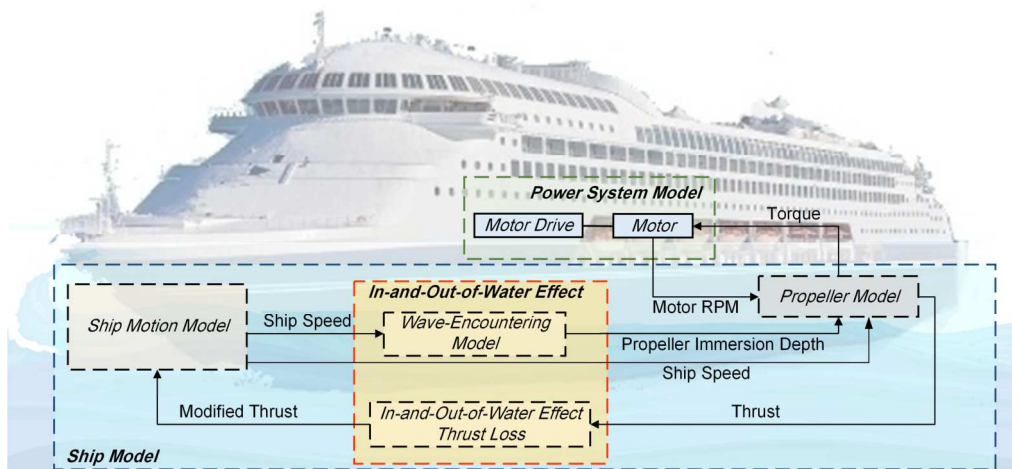 Power System Model
Motor Drive
Motor
Torque
In-and-Out-of-Water Effect
Motor RPM
Propeller Model
Ship Motion Model
Ship Speed
Wave-Encountering
Model
Propeller Immersion Depth
Ship Speed
Modified Thrust
In-and-Out-of-Water Effect
Thrust Loss
Thrust
Ship Model